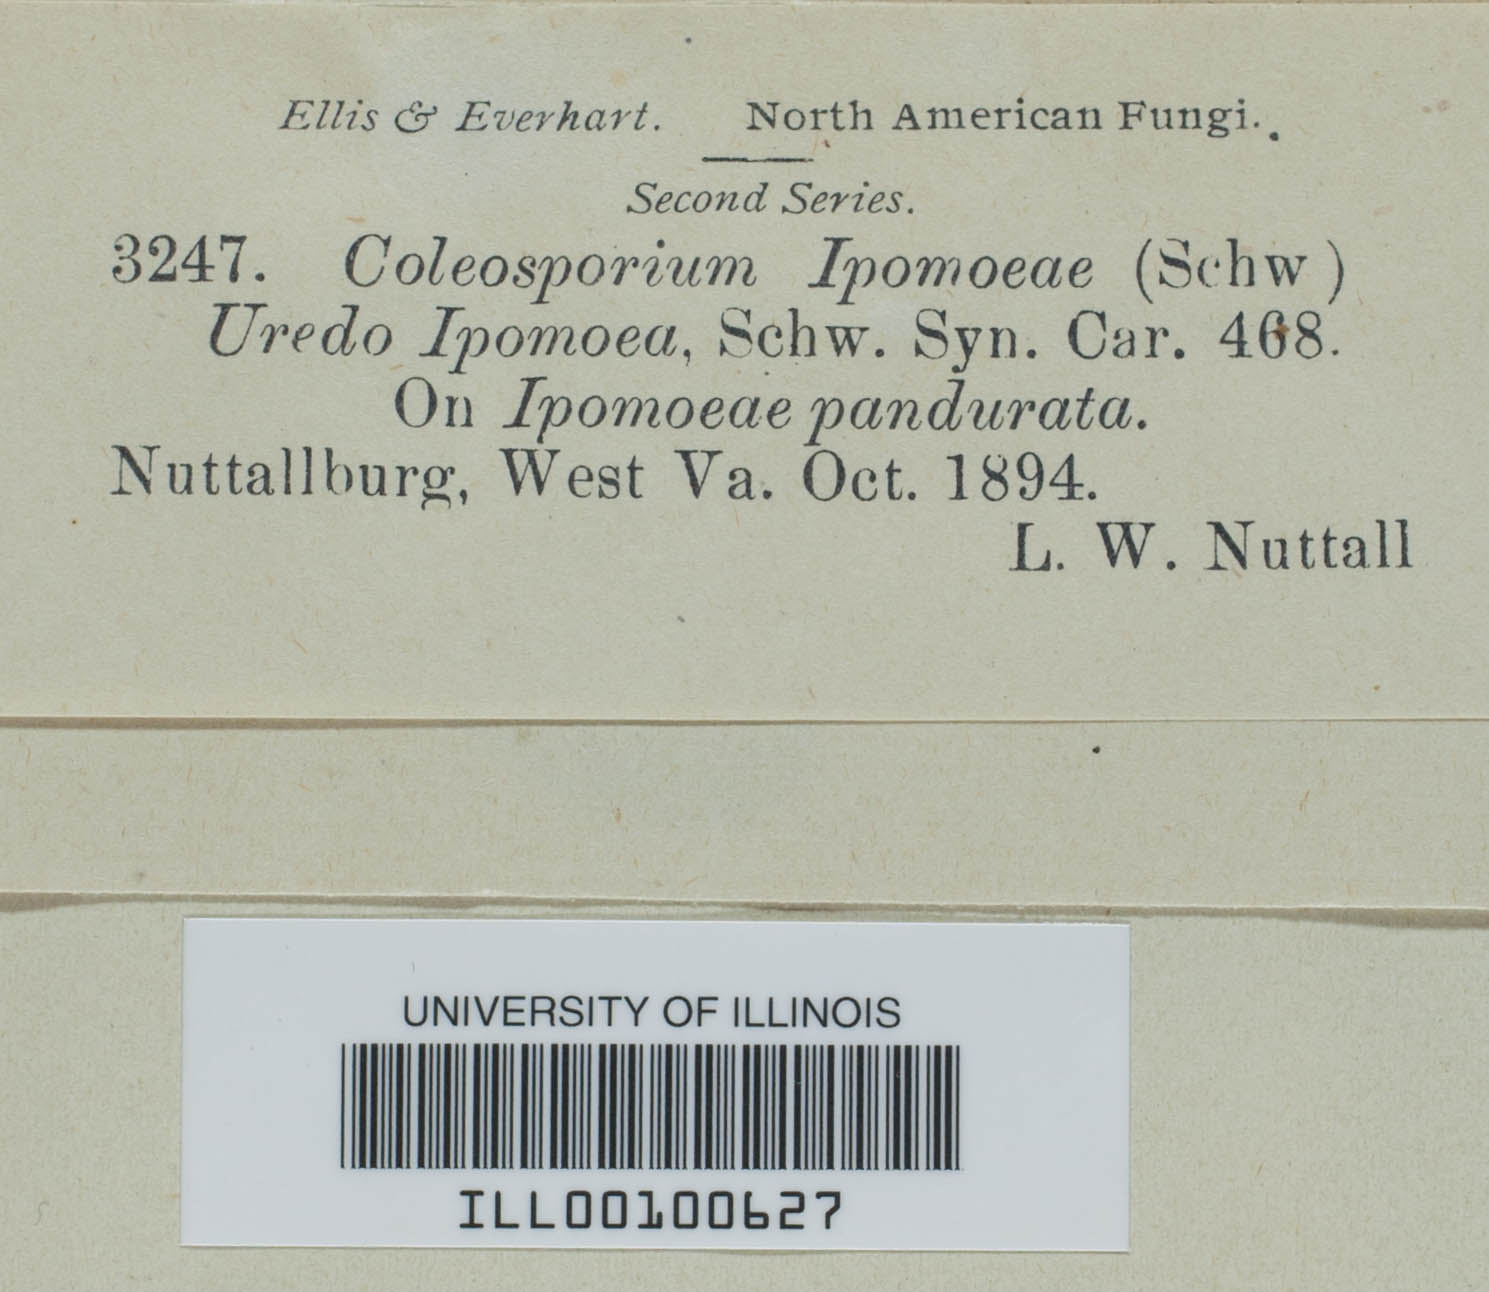 Ellis & Everhart. North American Fungi.
Second Series.
3247. Coleosporium Ipomoeae (Schw )
Uredo Ipomoea, Schw. Syn. Car. 468.
On Ipomoeae pandurata.
Nuttallburg, West Va. Oct. 1894.
L. W. Nuttall
UNIVERSITY OF ILLINOIS
ILL00100627